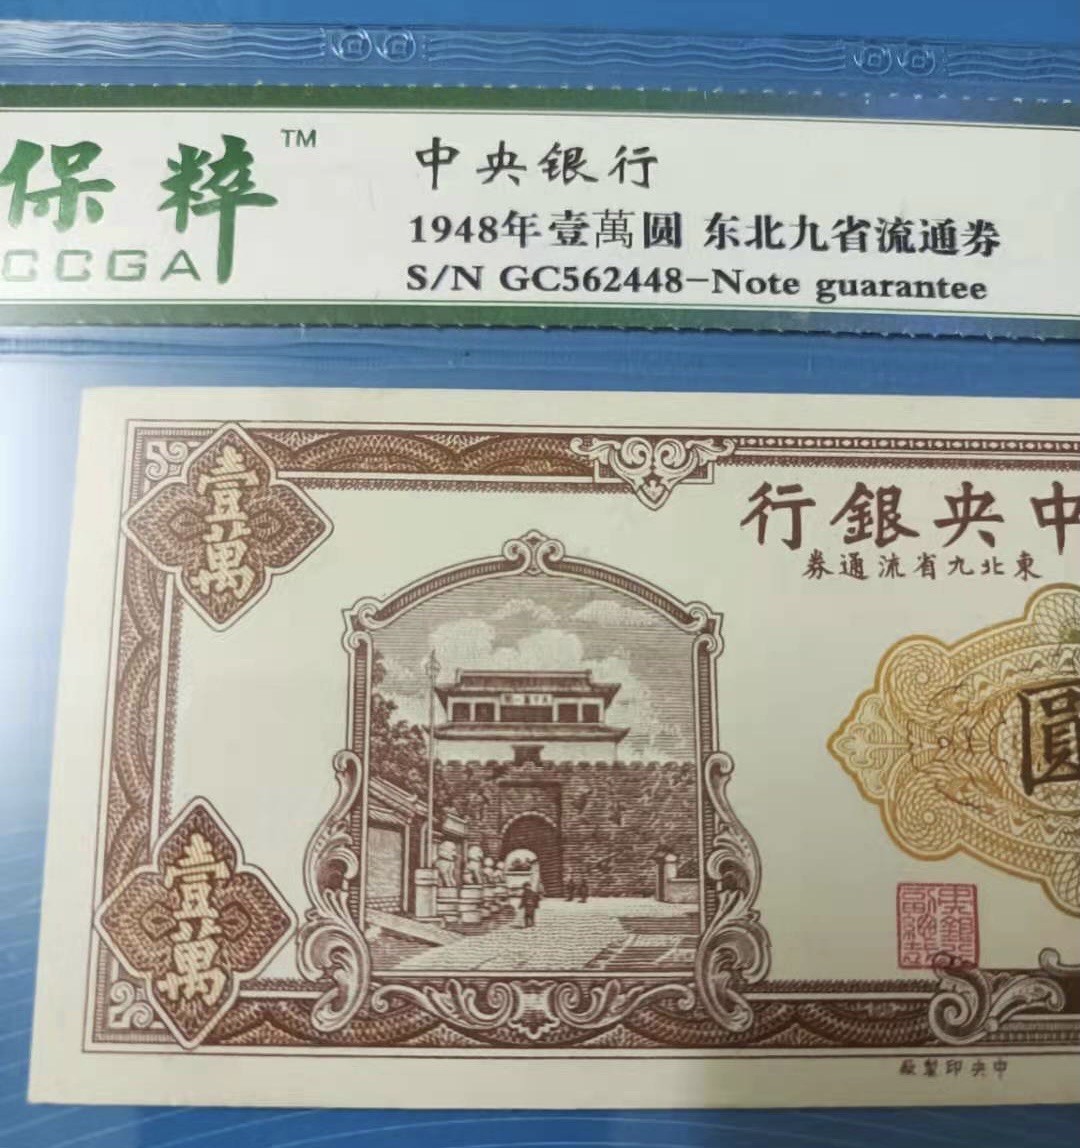 保粹™
CCGA
中央银行
1948年壹萬圆 东北九省流通券
S/N GC562448-Note guarantee
壹萬
行銀央中
券通流省九北東
圓
壹萬
廠製印央中